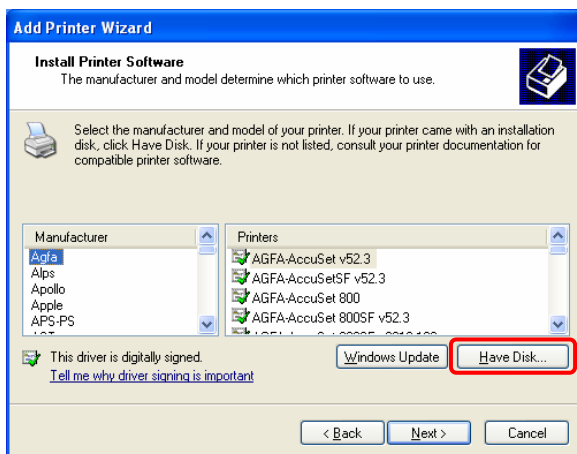 Add Printer Wizard
Install Printer Software
The manufacturer and model determine which printer software to use.
Select the manufacturer and model of your printer. If your printer came with an installation
disk, click Have Disk. If your printer is not listed, consult your printer documentation for
compatible printer software.
Manufacturer
Agfa
Alps
Apollo
Apple
APS-PS
Printers
AGFA-AccuSet v52.3
AGFA-AccuSetSF v52.3
AGFA-AccuSet 800
AGFA-AccuSet 800SF v52.3
This driver is digitally signed.
Tell me why driver signing is important
Windows Update
Have Disk...
< Back
Next >
Cancel